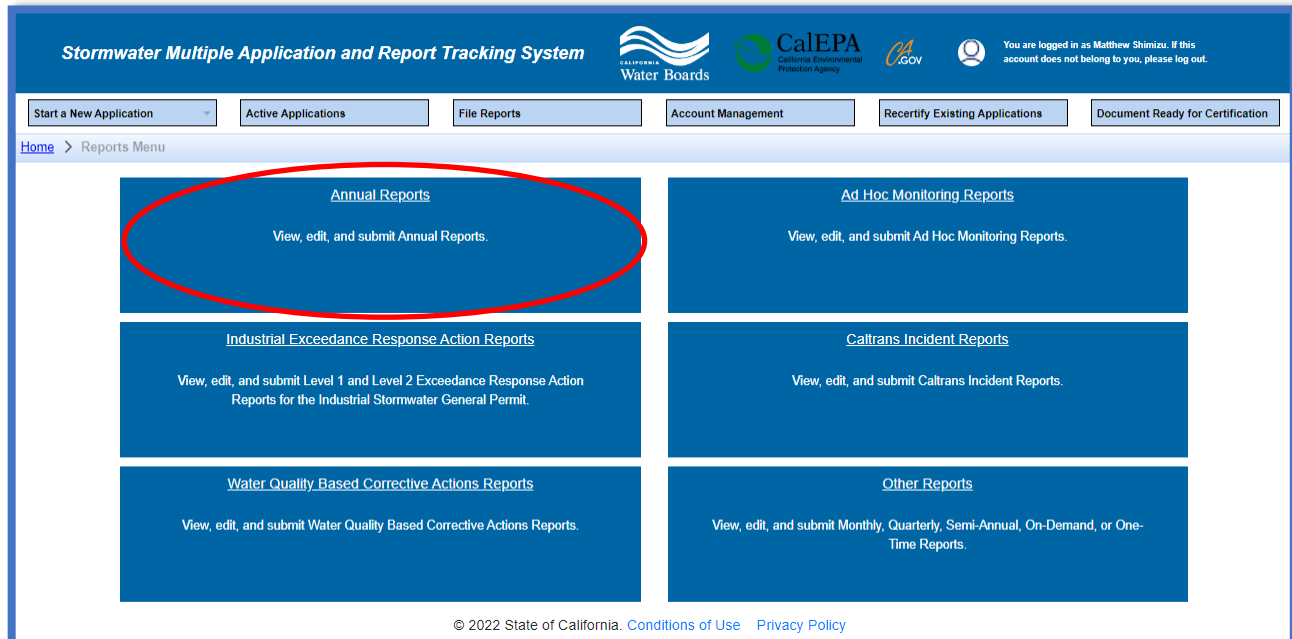 Stormwater Multiple Application and Report Tracking System
CALIFORNIA
Water Boards
CalEPA
California Environmental
Protection Agency
CA
.GOV
You are logged in as Matthew Shimizu. If this
account does not belong to you, please log out.
Start a New Application
Active Applications
File Reports
Account Management
Recertify Existing Applications
Document Ready for Certification
Home > Reports Menu
Annual Reports
View, edit, and submit Annual Reports.
Ad Hoc Monitoring Reports
View, edit, and submit Ad Hoc Monitoring Reports.
Industrial Exceedance Response Action Reports
View, edit, and submit Level 1 and Level 2 Exceedance Response Action
Reports for the Industrial Stormwater General Permit.
Caltrans Incident Reports
View, edit, and submit Caltrans Incident Reports.
Water Quality Based Corrective Actions Reports
View, edit, and submit Water Quality Based Corrective Actions Reports.
Other Reports
View, edit, and submit Monthly, Quarterly, Semi-Annual, On-Demand, or One-
Time Reports.
© 2022 State of California. Conditions of Use Privacy Policy